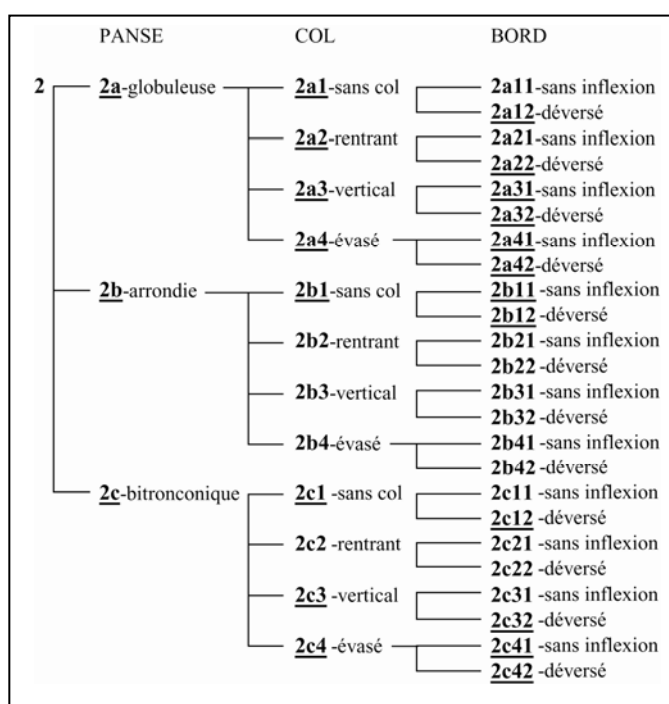 PANSE COL BORD
2 2a-globuleuse 2a1-sans col 2a11-sans inflexion
2a12-déversé
2a2-rentrant 2a21-sans inflexion
2a22-déversé
2a3-vertical 2a31-sans inflexion
2a32-déversé
2a4-évasé 2a41-sans inflexion
2a42-déversé
2b-arrondie 2b1-sans col 2b11-sans inflexion
2b12-déversé
2b2-rentrant 2b21-sans inflexion
2b22-déversé
2b3-vertical 2b31-sans inflexion
2b32-déversé
2b4-évasé 2b41-sans inflexion
2b42-déversé
2c-bitronconique 2c1 -sans col 2c11 -sans inflexion
2c12 -déversé
2c2 -rentrant 2c21 -sans inflexion
2c22 -déversé
2c3 -vertical 2c31 -sans inflexion
2c32 -déversé
2c4 -évasé 2c41 -sans inflexion
2c42 -déversé